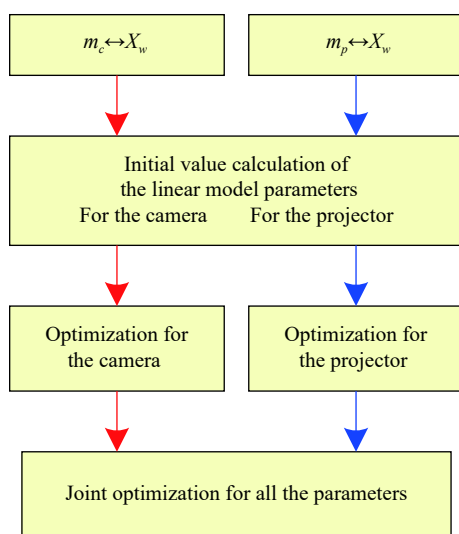 m_c↔X_w
m_p↔X_w
Initial value calculation of
the linear model parameters
For the camera For the projector
Optimization for
the camera
Optimization for
the projector
Joint optimization for all the parameters